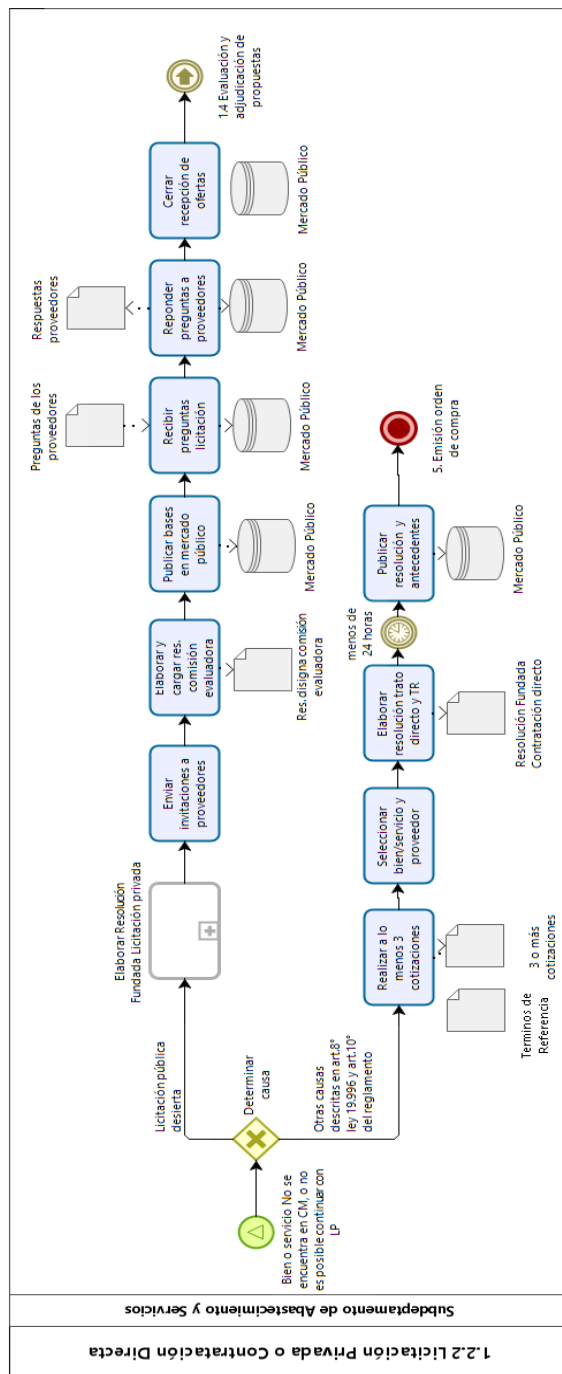 1.2.2 Licitación Privada o Contratación Directa
Subdeptamento de Abastecimiento y Servicios
Bien o servicio No se
encuentra en CM, o no
es posible continuar con
LP
Determinar
causa
Licitación pública
desierta
Elaborar Resolución
Fundada Licitación privada
Enviar
invitaciones a
proveedores
Elaborar y
cargar res.
comisión
evaluadora
Res. disigna comisión
evaluadora
Publicar bases
en mercado
público
Mercado Público
Preguntas de los
proveedores
Recibir
preguntas
licitación
Mercado Público
Respuestas
proveedores
Reponder
preguntas a
proveedores
Mercado Público
Cerrar
recepción de
ofertas
Mercado Público
1.4 Evaluación y
adjudicación de
propuestas
Otras causas
descritas en art.8°
ley 19.996 y art.10°
del reglamento
Realizar a lo
menos 3
cotizaciones
Terminos de
Referencia
3 o más
cotizaciones
Seleccionar
bien/servicio y
proveedor
Elaborar
resolución trato
directo y TR
Resolución Fundada
Contratación directo
menos de
24 horas
Publicar
resolución y
antecedentes
Mercado Público
5. Emisión orden
de compra